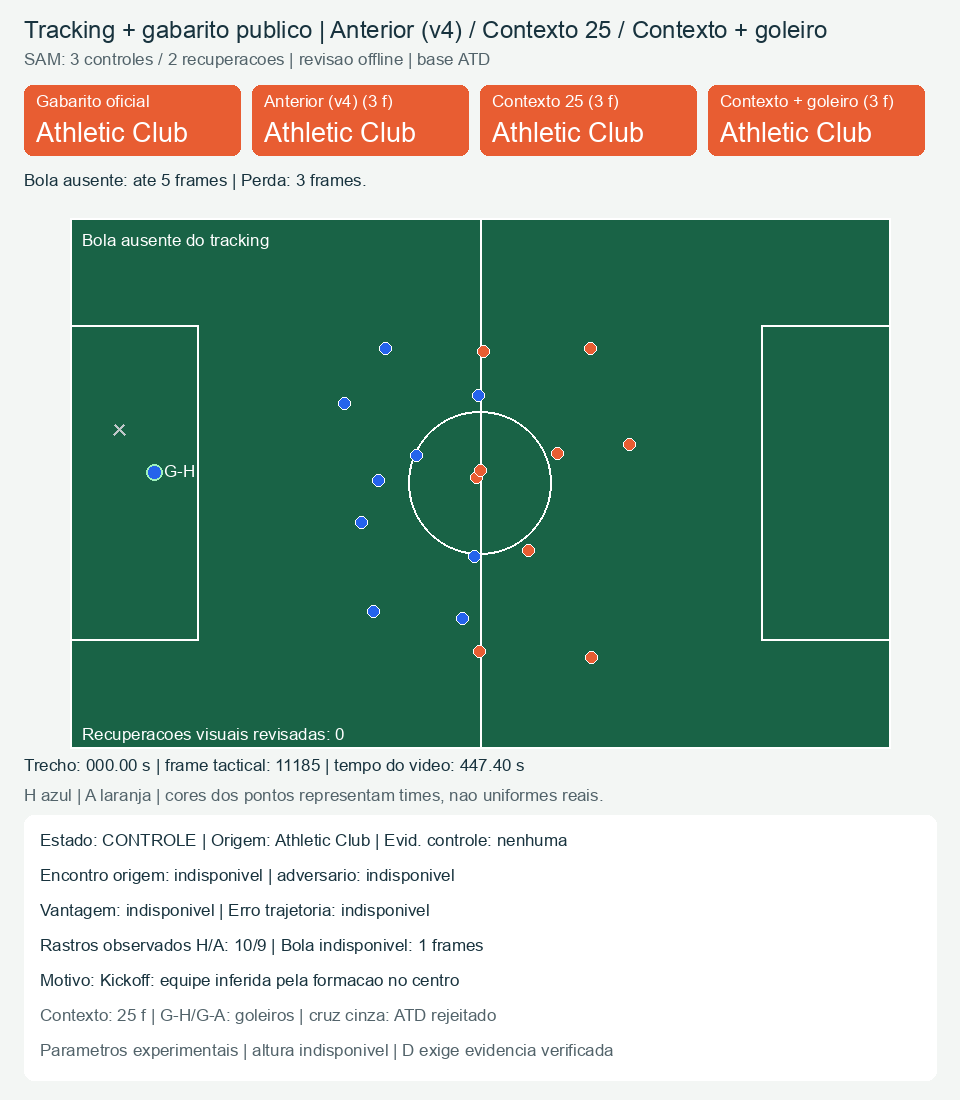 Tracking + gabarito publico | Anterior (v4) / Contexto 25 / Contexto + goleiro
SAM: 3 controles / 2 recuperacoes | revisao offline | base ATD
Gabarito oficial
Athletic Club
Anterior (v4) (3 f)
Athletic Club
Contexto 25 (3 f)
Athletic Club
Contexto + goleiro (3 f)
Athletic Club
Bola ausente: ate 5 frames | Perda: 3 frames.
Bola ausente do tracking
G-H
Recuperacoes visuais revisadas: 0
Trecho: 000.00 s | frame tactical: 11185 | tempo do video: 447.40 s
H azul | A laranja | cores dos pontos representam times, nao uniformes reais.
Estado: CONTROLE | Origem: Athletic Club | Evid. controle: nenhuma
Encontro origem: indisponivel | adversario: indisponivel
Vantagem: indisponivel | Erro trajetoria: indisponivel
Rastros observados H/A: 10/9 | Bola indisponivel: 1 frames
Motivo: Kickoff: equipe inferida pela formacao no centro
Contexto: 25 f | G-H/G-A: goleiros | cruz cinza: ATD rejeitado
Parametros experimentais | altura indisponivel | D exige evidencia verificada